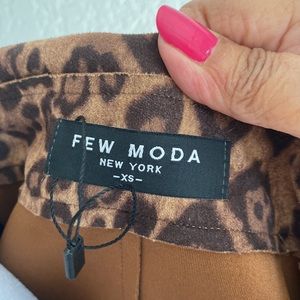 FEW MODA
NEW YORK
-XS-